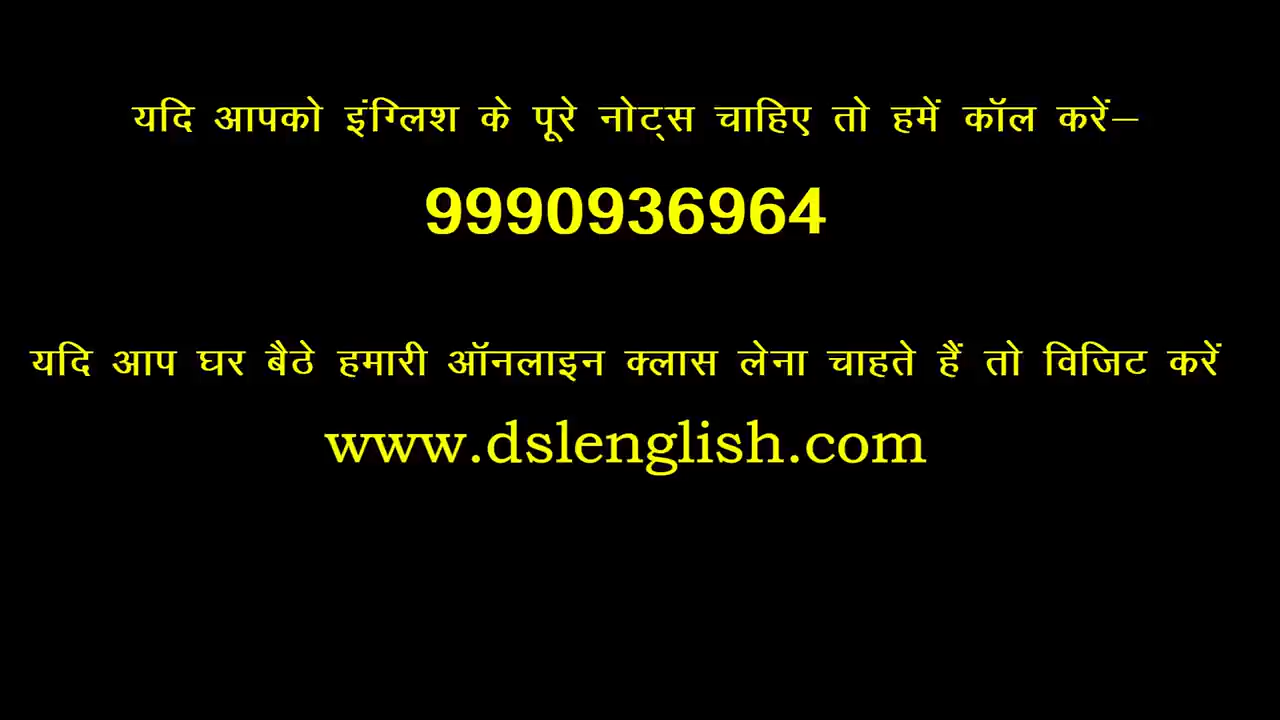 यदि आपको इंग्लिश के पूरे नोट्स चाहिए तो हमें कॉल करें–
9990936964
यदि आप घर बैठे हमारी ऑनलाइन क्लास लेना चाहते हैं तो विजिट करें
www.dslenglish.com